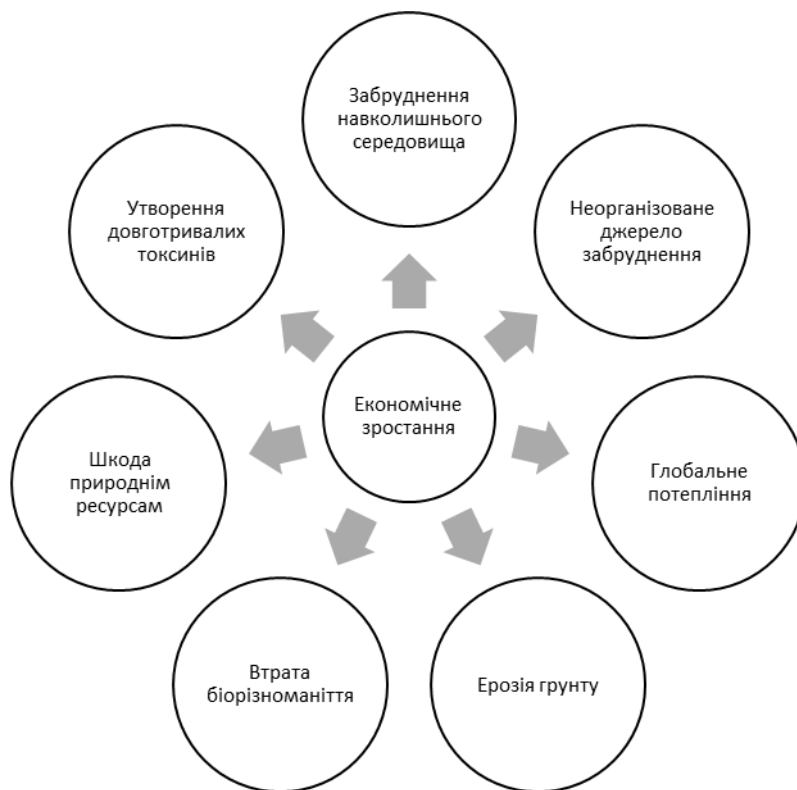 Забруднення
навколишнього
середовища
Неорганізоване
джерело
забруднення
Глобальне
потепління
Ерозія грунту
Втрата
біорізноманіття
Шкода
природнім
ресурсам
Утворення
довготривалих
токсинів
Економічне
зростання